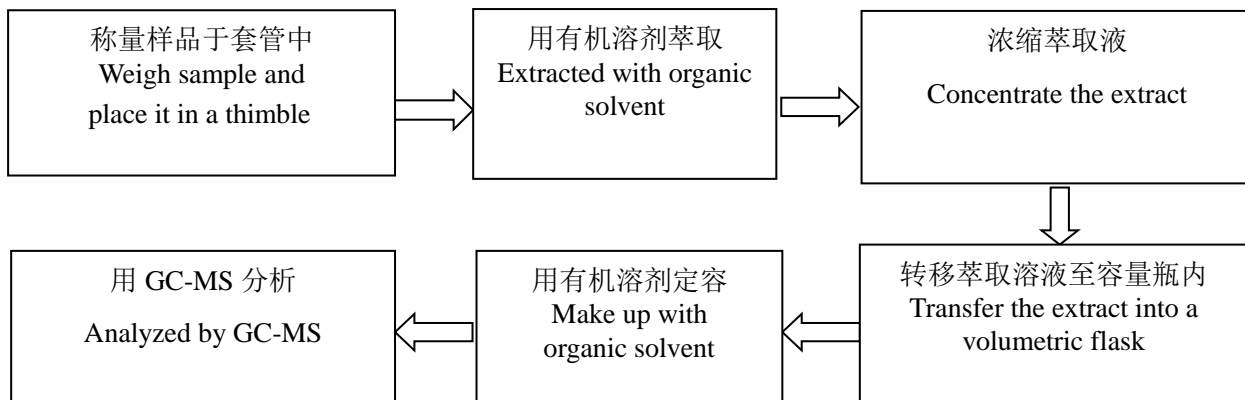 称量样品于套管中
Weigh sample and
place it in a thimble
用有机溶剂萃取
Extracted with organic
solvent
浓缩萃取液
Concentrate the extract
转移萃取溶液至容量瓶内
Transfer the extract into a
volumetric flask
用有机溶剂定容
Make up with
organic solvent
用 GC-MS 分析
Analyzed by GC-MS